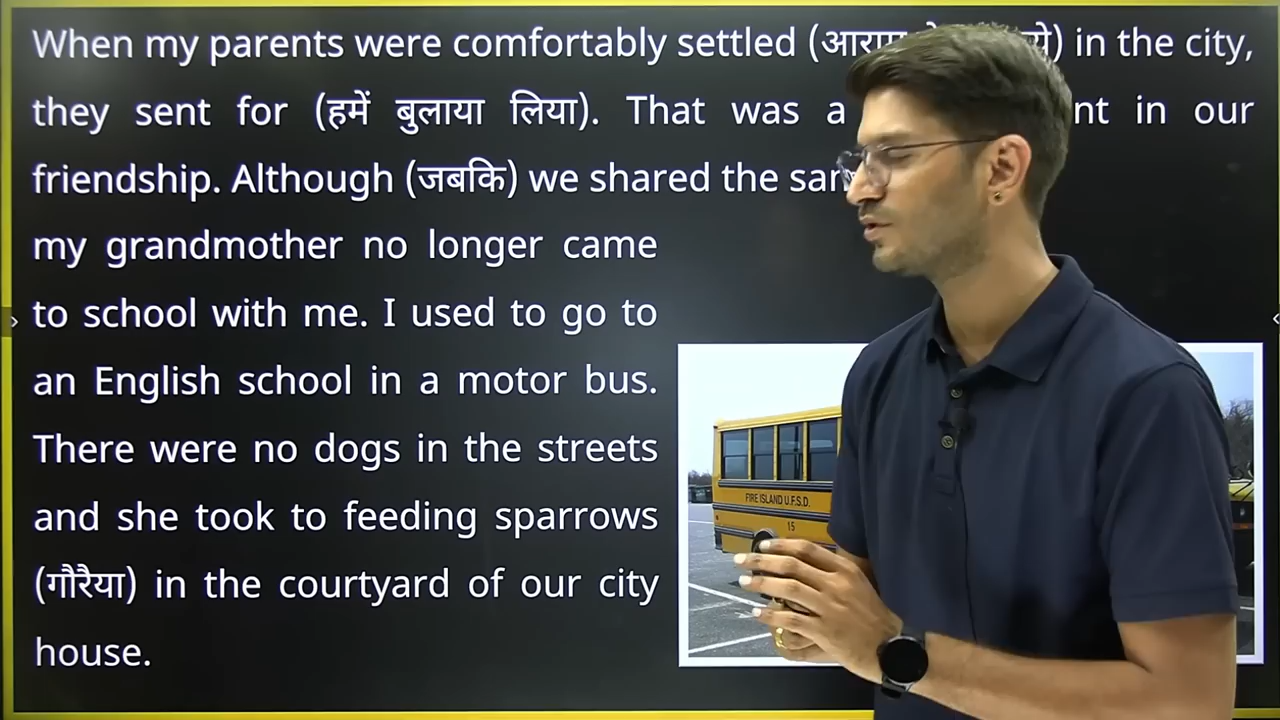 When my parents were comfortably settled (आराम) in the city,
they sent for (हमें बुलाया लिया). That was a in our
friendship. Although (जबकि) we shared the
my grandmother no longer came
to school with me. I used to go to
an English school in a motor bus.
There were no dogs in the streets
and she took to feeding sparrows
(गौरैया) in the courtyard of our city
house.
FIRE ISLAND U.F.S.D.
15